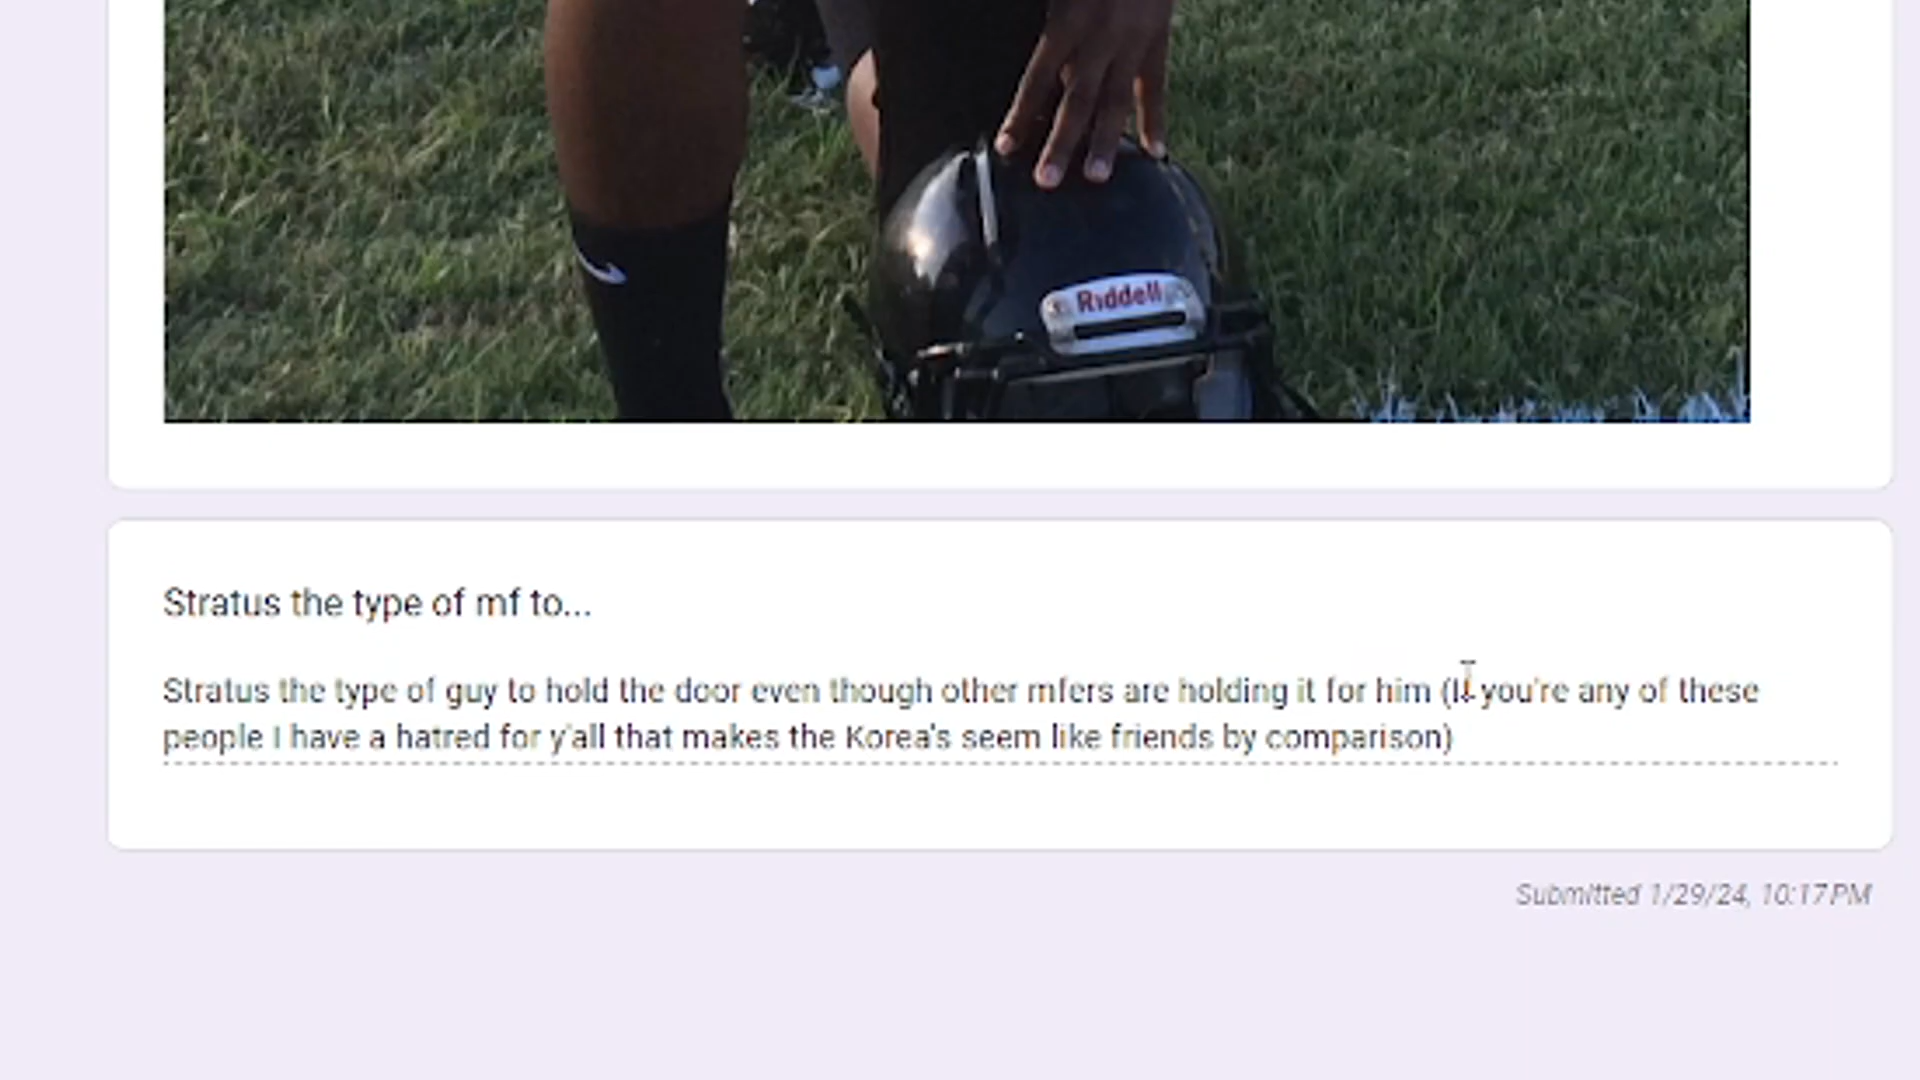 Riddell
Stratus the type of mf to...
Stratus the type of guy to hold the door even though other mfers are holding it for him (If you're any of these
people I have a hatred for y'all that makes the Korea's seem like friends by comparison)
Submitted 1/29/24, 10:17 PM